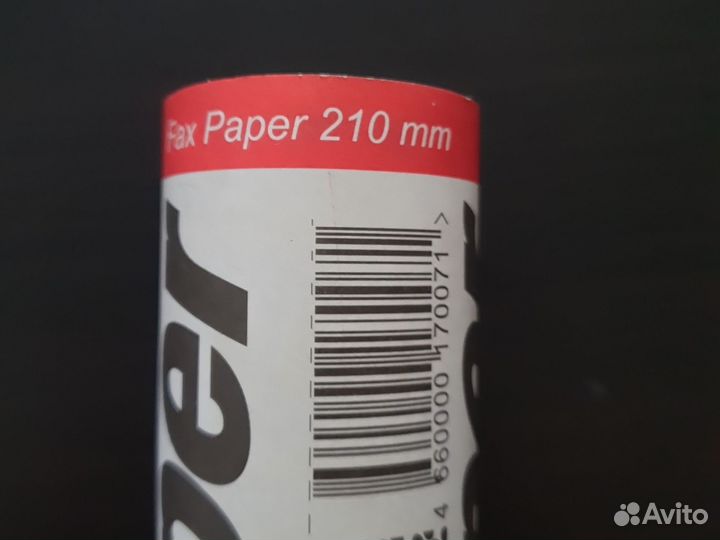 Fax Paper 210 mm
per
4 660000 170071 >
Avito